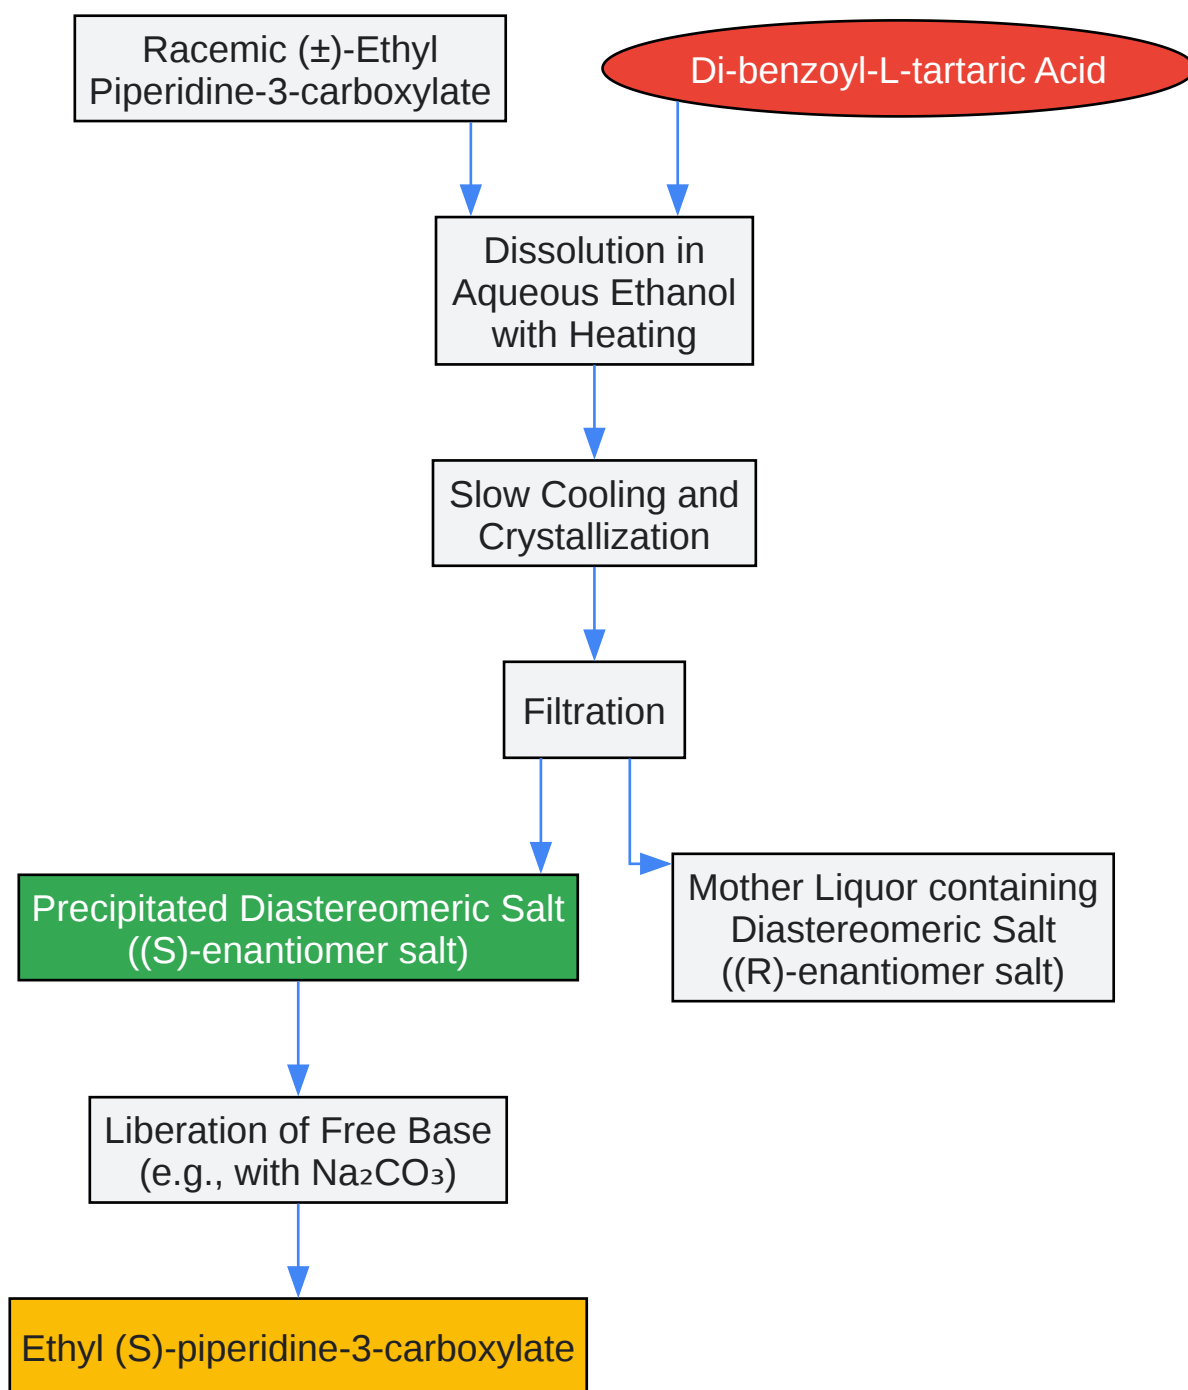 Racemic (±)-Ethyl
Piperidine-3-carboxylate
Di-benzoyl-L-tartaric Acid
Dissolution in
Aqueous Ethanol
with Heating
Slow Cooling and
Crystallization
Filtration
Precipitated Diastereomeric Salt
((S)-enantiomer salt)
Mother Liquor containing
Diastereomeric Salt
((R)-enantiomer salt)
Liberation of Free Base
(e.g., with Na₂CO₃)
Ethyl (S)-piperidine-3-carboxylate